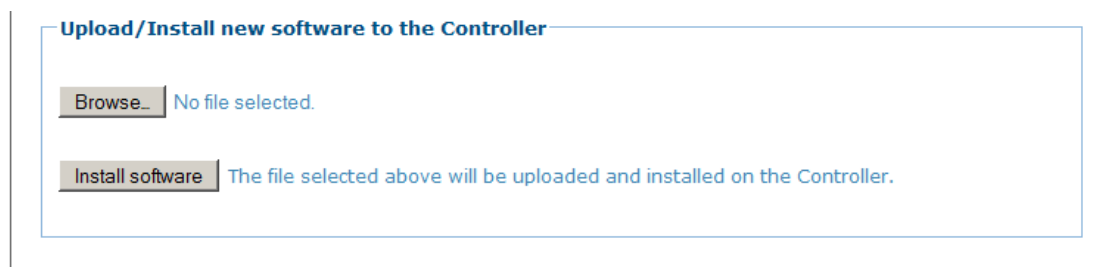 Upload/Install new software to the Controller
Browse… No file selected.
Install software The file selected above will be uploaded and installed on the Controller.